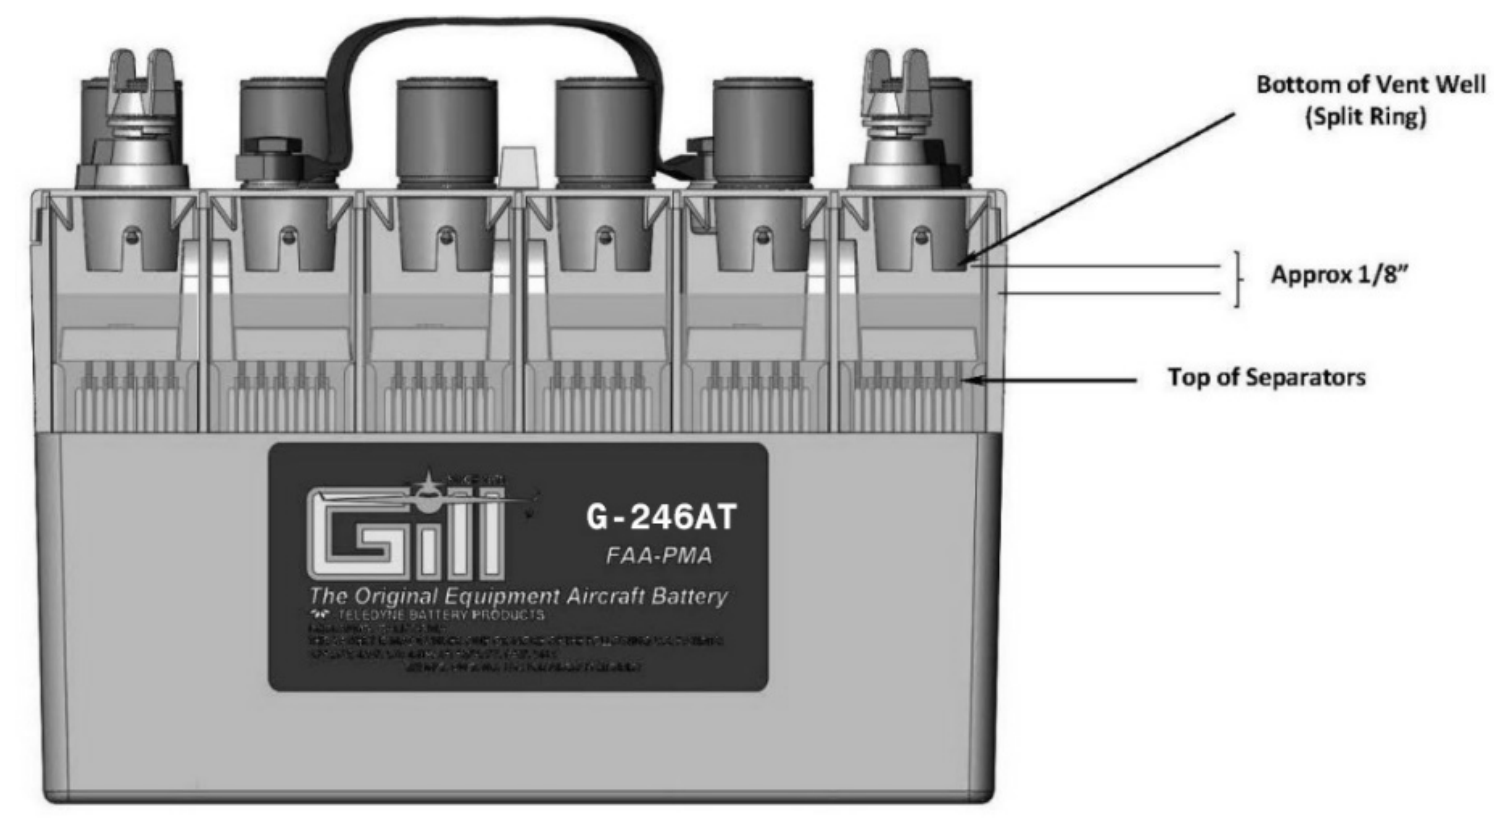 Bottom of Vent Well
(Split Ring)
Approx 1/8”
Top of Separators
Gill
G-246AT
FAA-PMA
The Original Equipment Aircraft Battery
TELEDYNE BATTERY PRODUCTS